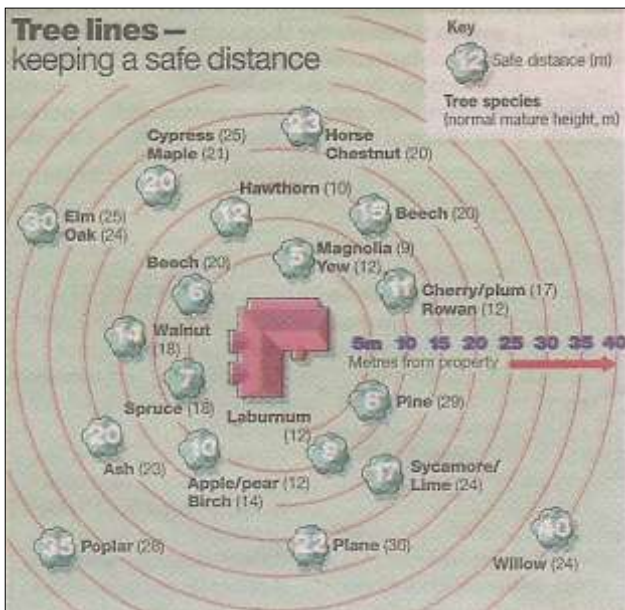 Tree lines –
keeping a safe distance
Key
12 Safe distance (m)
Tree species
(normal mature height, m)
23 Horse
Chestnut (20)
Cypress (25)
Maple (21)
20
Hawthorn (10)
12
15 Beech (20)
30 Elm (25)
Oak (24)
5 Magnolia (9)
Yew (12)
Beech (20)
11 Cherry/plum (17)
Rowan (12)
Walnut
(18)
5m 10 15 20 25 30 35 40
Metres from property
7
Spruce (18)
Laburnum
(12)
6 Pine (29)
20
Ash (23)
10
Apple/pear (12)
Birch (14)
9
17 Sycamore/
Lime (24)
35 Poplar (28)
22 Plane (30)
Willow (24)